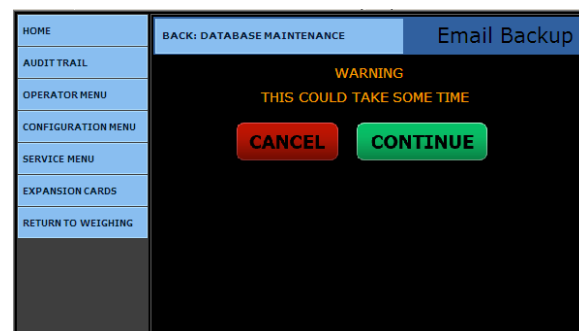 HOME
AUDIT TRAIL
OPERATOR MENU
CONFIGURATION MENU
SERVICE MENU
EXPANSION CARDS
RETURN TO WEIGHING
BACK: DATABASE MAINTENANCE
Email Backup
WARNING
THIS COULD TAKE SOME TIME
CANCEL
CONTINUE